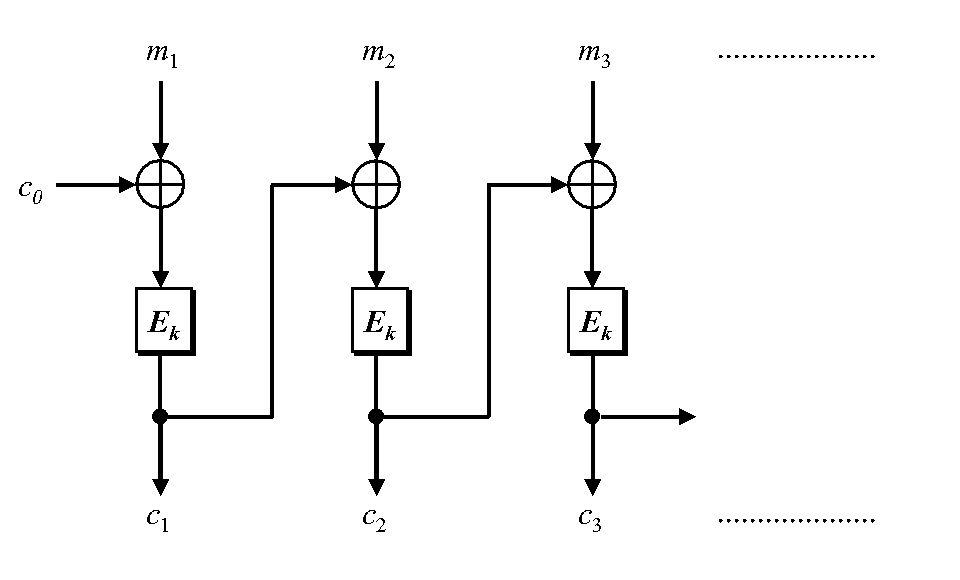 m₁ m₂ m₃ ....................
c₀
Eₖ Eₖ Eₖ
c₁ c₂ c₃ ....................